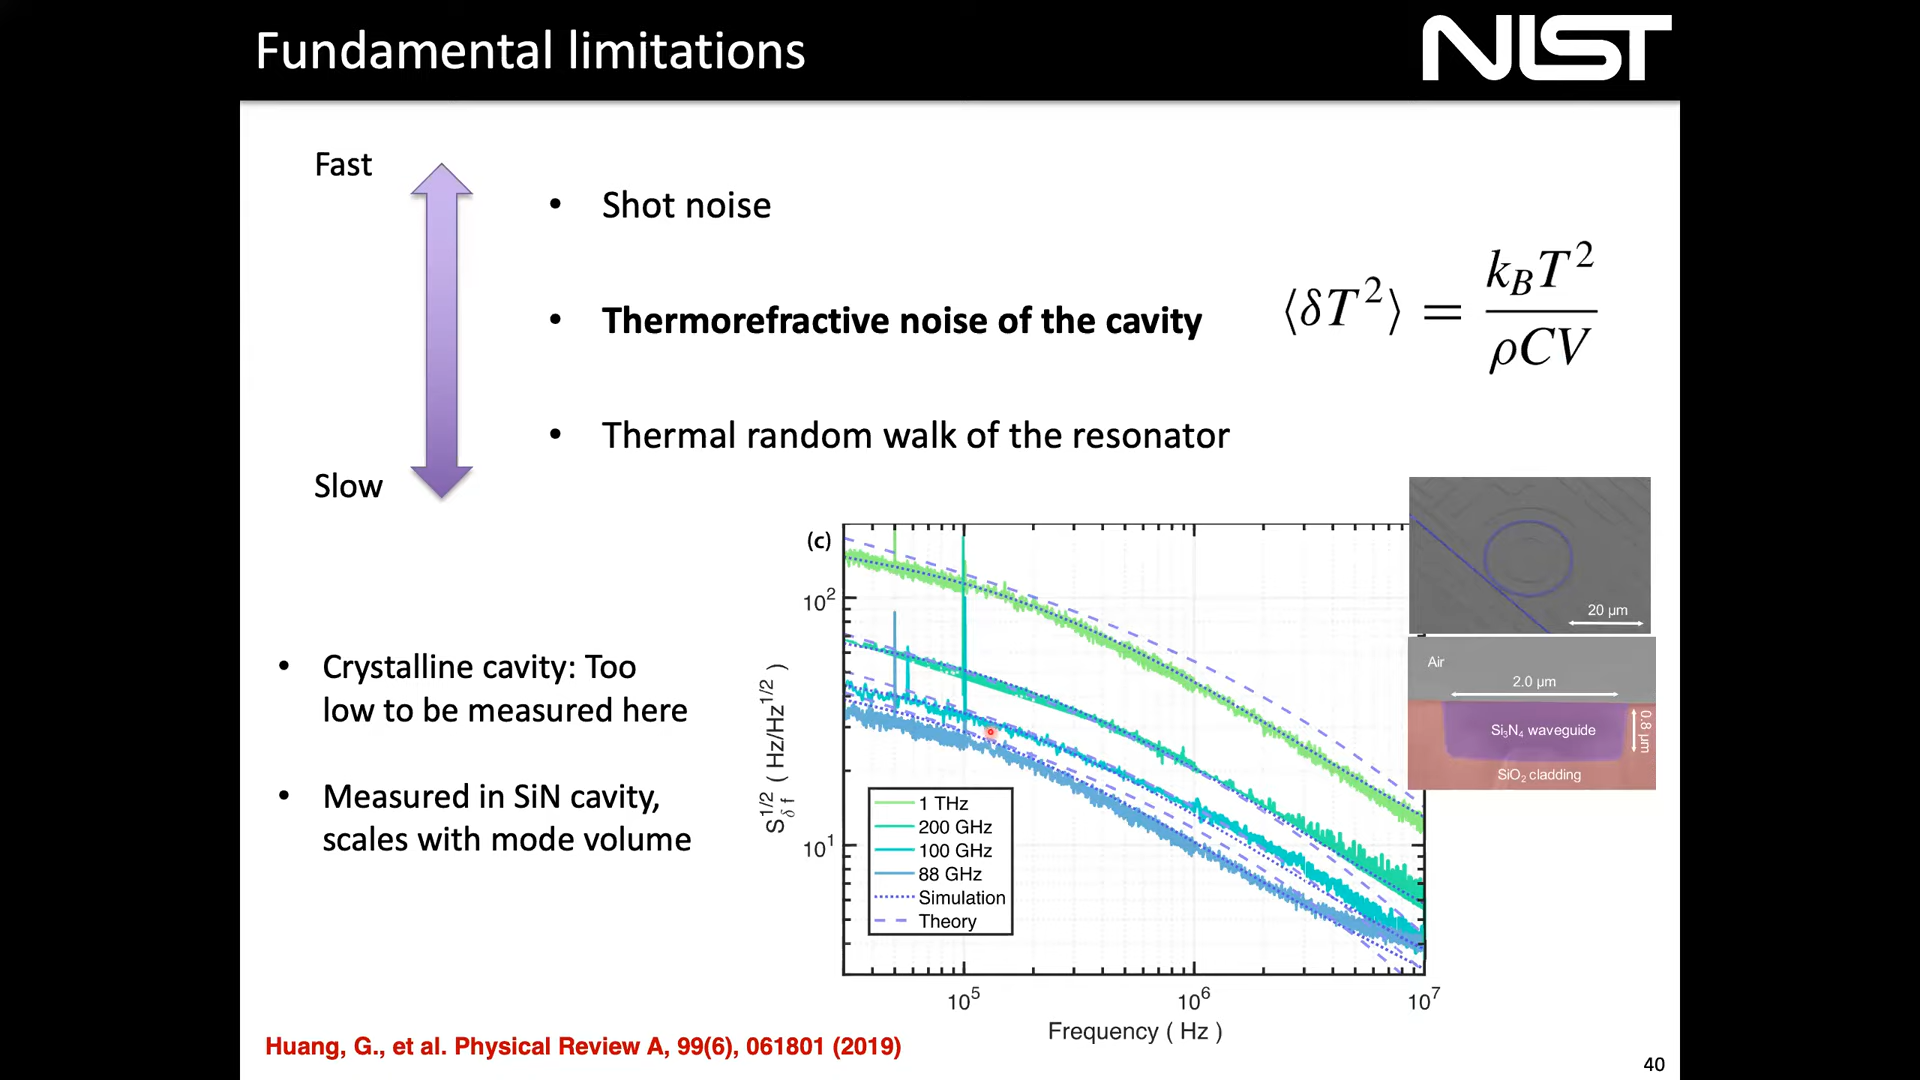 Fundamental limitations
NIST
Fast
• Shot noise
• Thermorefractive noise of the cavity
⟨δT²⟩ = k_BT² / ρCV
• Thermal random walk of the resonator
Slow
• Crystalline cavity: Too
low to be measured here
• Measured in SiN cavity,
scales with mode volume
(c)
10²
10¹
S_δf^1/2 ( Hz/Hz^1/2 )
1 THz
200 GHz
100 GHz
88 GHz
Simulation
Theory
10⁵
10⁶
10⁷
Frequency ( Hz )
20 μm
Air
2.0 μm
Si₃N₄ waveguide
0.8 μm
SiO₂ cladding
Huang, G., et al. Physical Review A, 99(6), 061801 (2019)
40